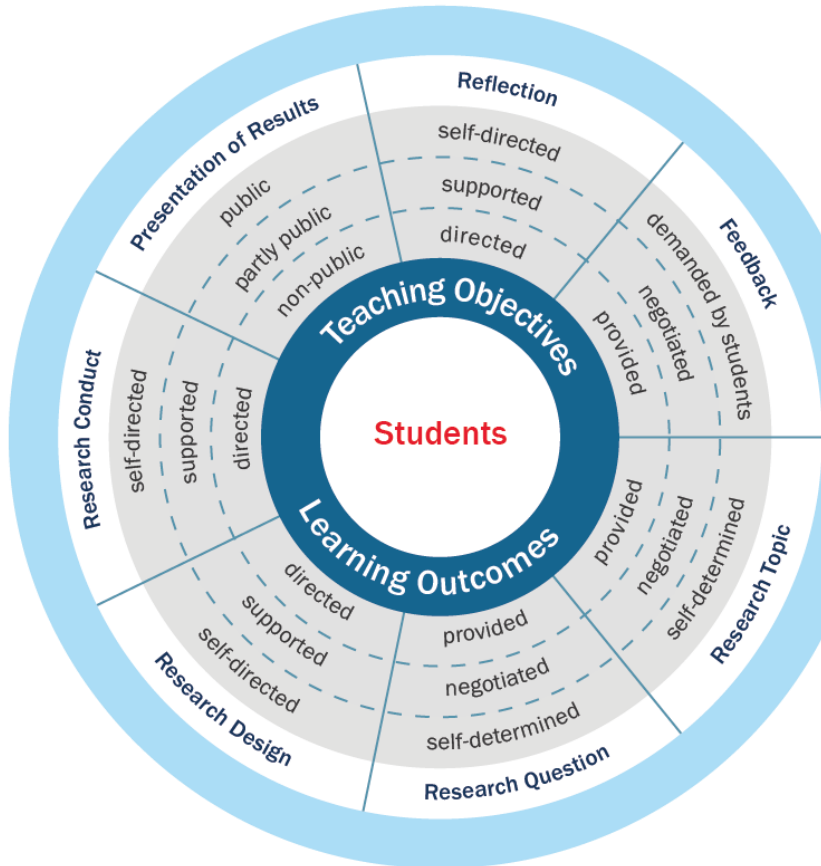 Reflection
self-directed
supported
directed
Feedback
demanded by students
negotiated
provided
Research Topic
provided
negotiated
self-determined
Research Question
provided
negotiated
self-determined
Research Design
directed
supported
self-directed
Research Conduct
self-directed
supported
directed
Presentation of Results
public
partly public
non-public
Teaching Objectives
Students
Learning Outcomes